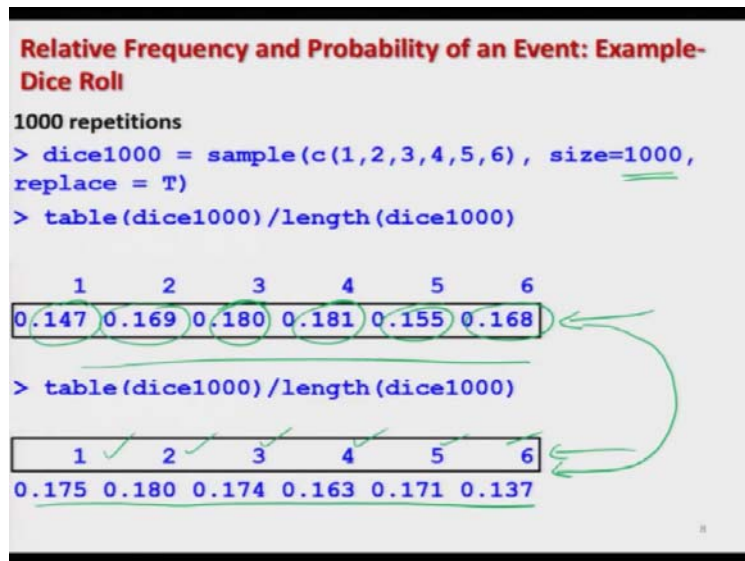 Relative Frequency and Probability of an Event: Example-
Dice Roll
1000 repetitions
> dice1000 = sample(c(1,2,3,4,5,6), size=1000,
replace = T)
> table(dice1000)/length(dice1000)
1 2 3 4 5 6
0.147 0.169 0.180 0.181 0.155 0.168
> table(dice1000)/length(dice1000)
1 2 3 4 5 6
0.175 0.180 0.174 0.163 0.171 0.137